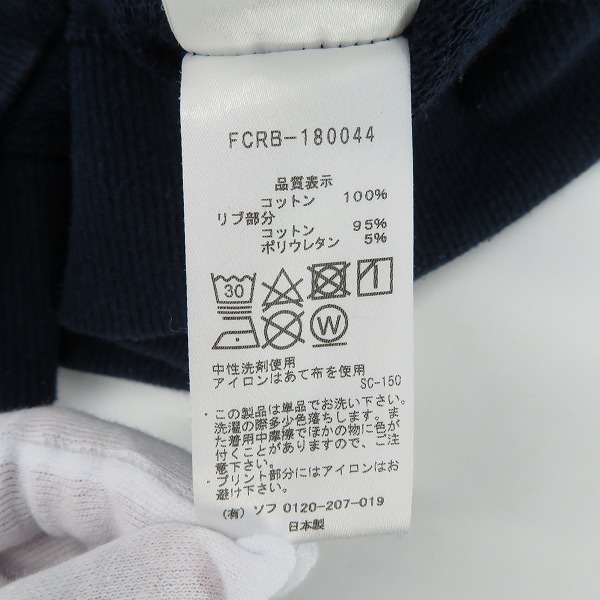 FCRB-180044
品質表示
コットン 100%
リブ部分
コットン 95%
ポリウレタン 5%
30
W
中性洗剤使用
アイロンはあて布を使用
SC-150
・この製品は単品でお洗い下さい。
洗濯の際多少色落ちします。ま
た着用中摩擦でほかの物に色が
付くことがありますので、ご注
意下さい。
・プリント部分にはアイロンはお
避け下さい。
(有) ソフ 0120-207-019
日本製